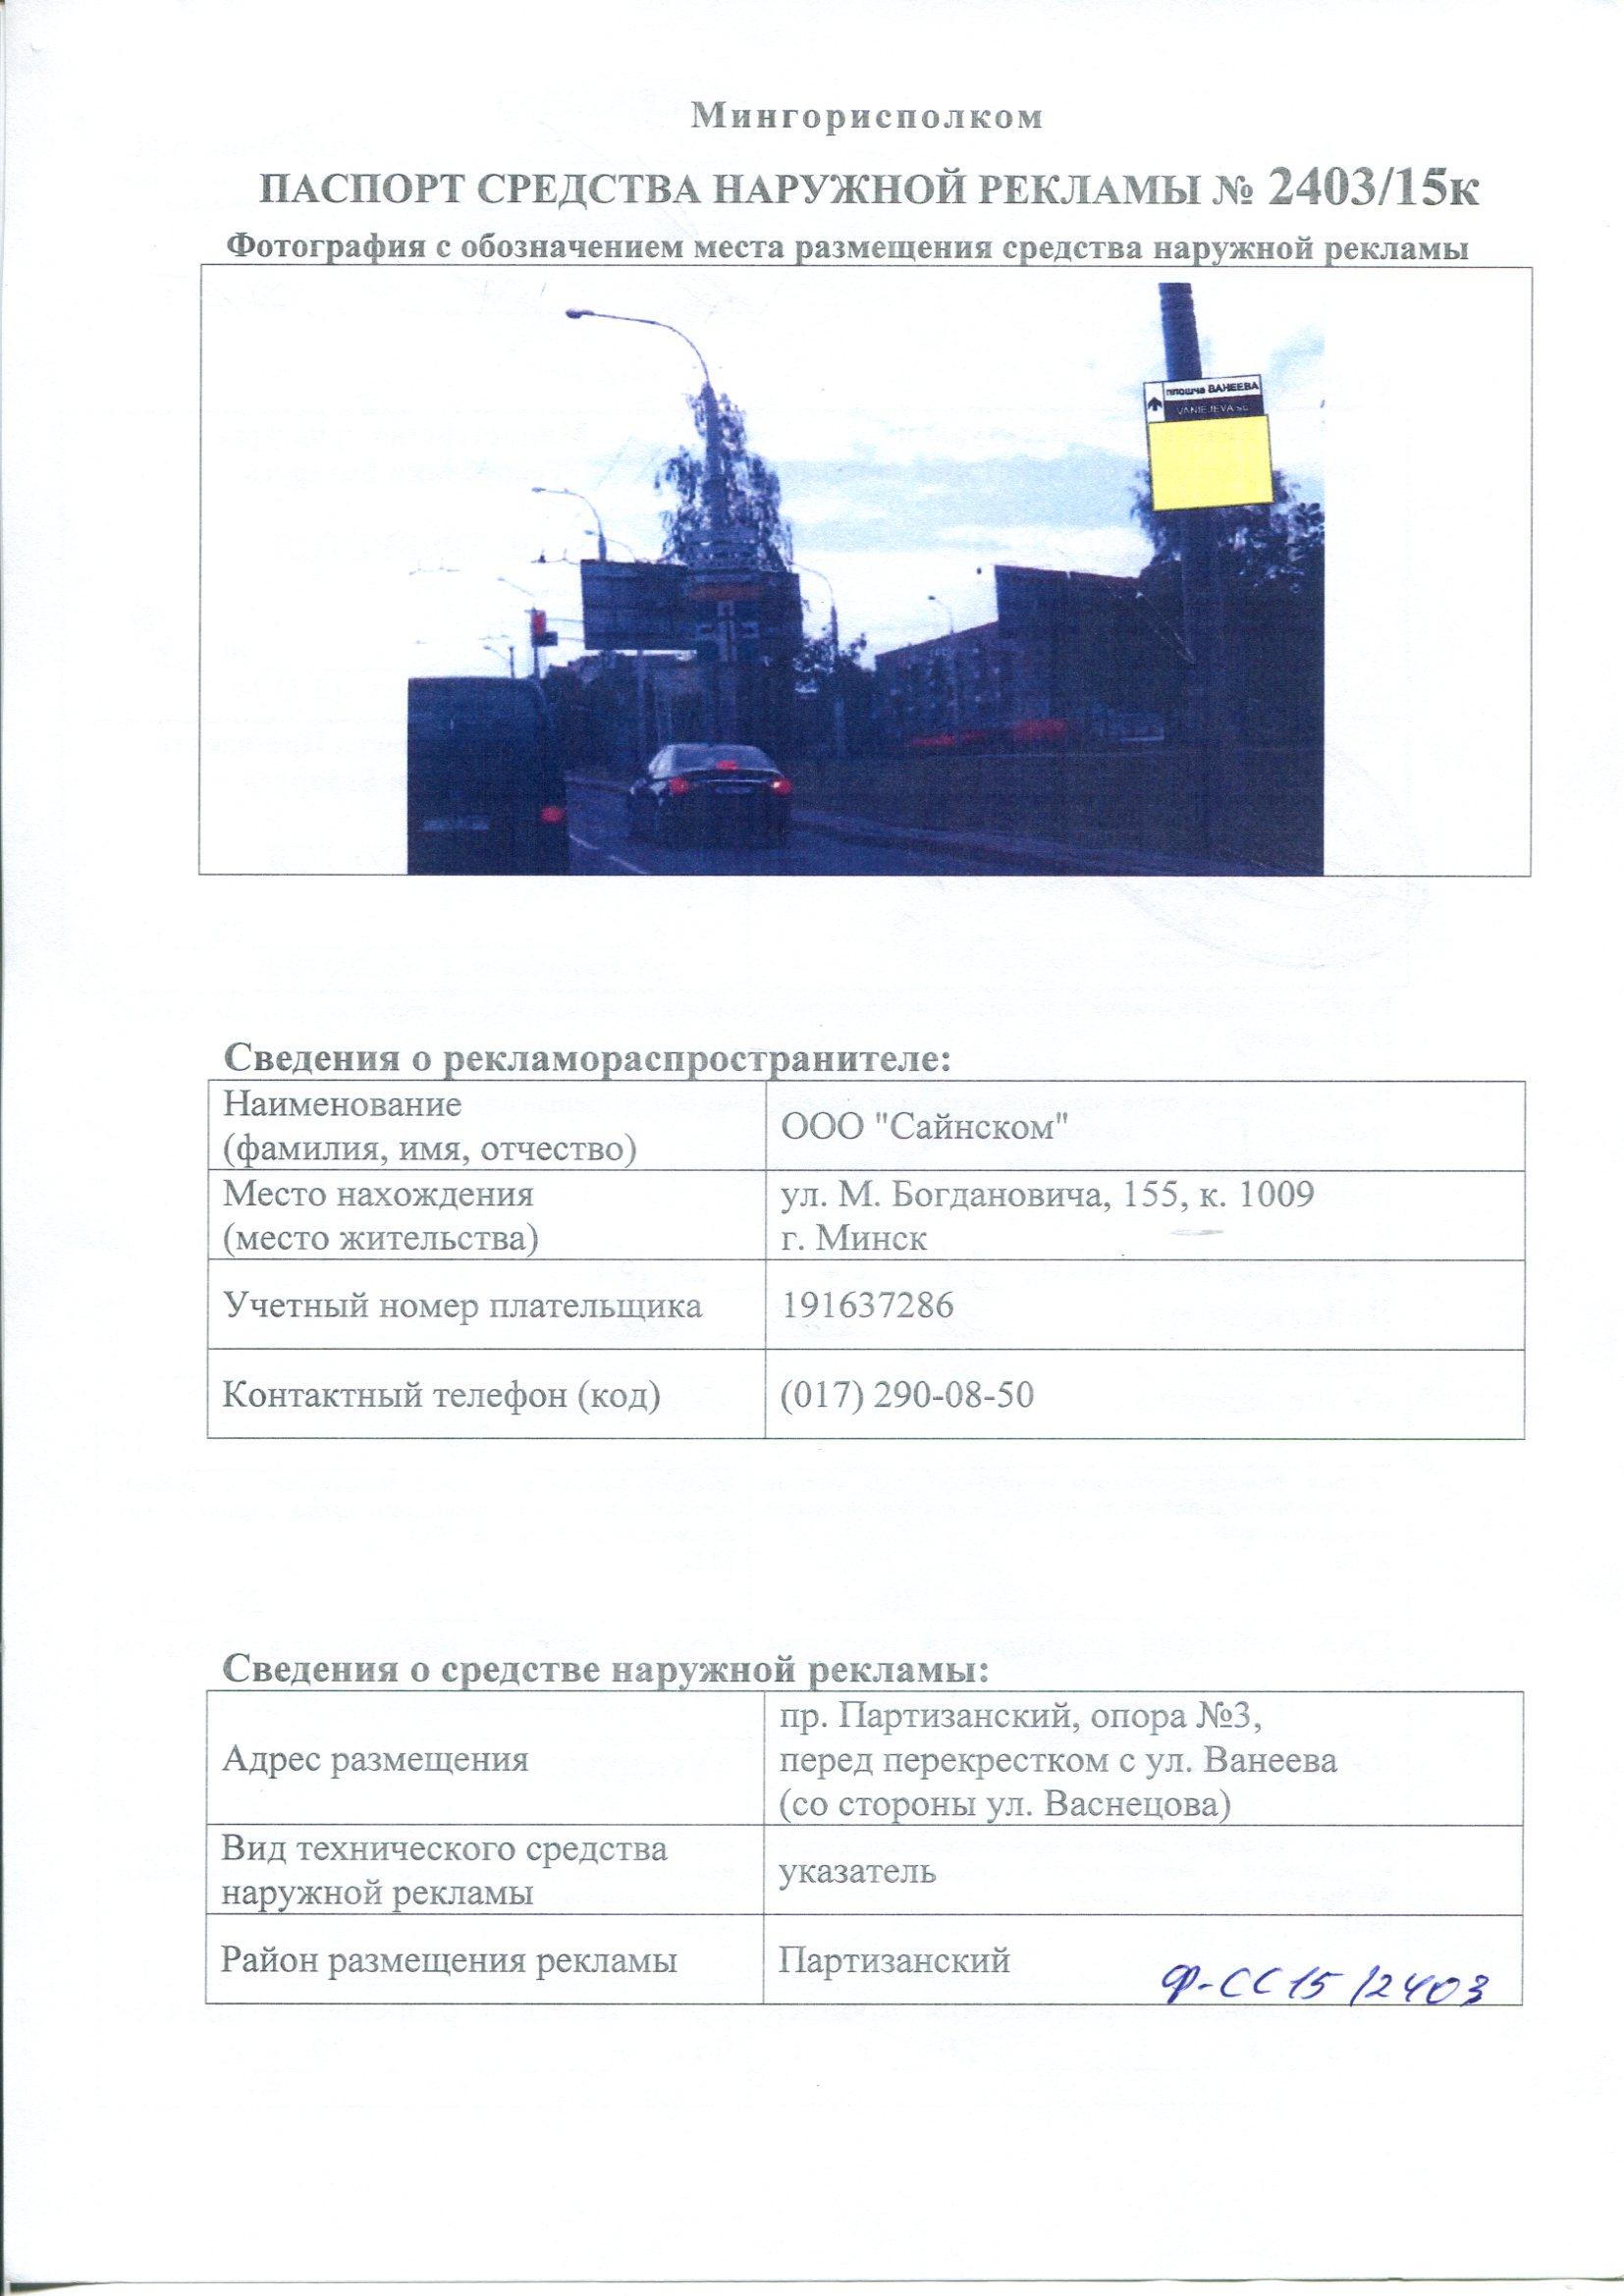 Мингорисполком
ПАСПОРТ СРЕДСТВА НАРУЖНОЙ РЕКЛАМЫ № 2403/15к
Фотография с обозначением места размещения средства наружной рекламы
плошча ВАНЕЕВА
VANIEJEVA SQ.
Сведения о рекламораспространителе:
Наименование
(фамилия, имя, отчество)
ООО "Сайнском"
Место нахождения
(место жительства)
ул. М. Богдановича, 155, к. 1009
г. Минск
Учетный номер плательщика
191637286
Контактный телефон (код)
(017) 290-08-50
Сведения о средстве наружной рекламы:
Адрес размещения
пр. Партизанский, опора №3,
перед перекрестком с ул. Ванеева
(со стороны ул. Васнецова)
Вид технического средства
наружной рекламы
указатель
Район размещения рекламы
Партизанский
Ф-СС15/2403